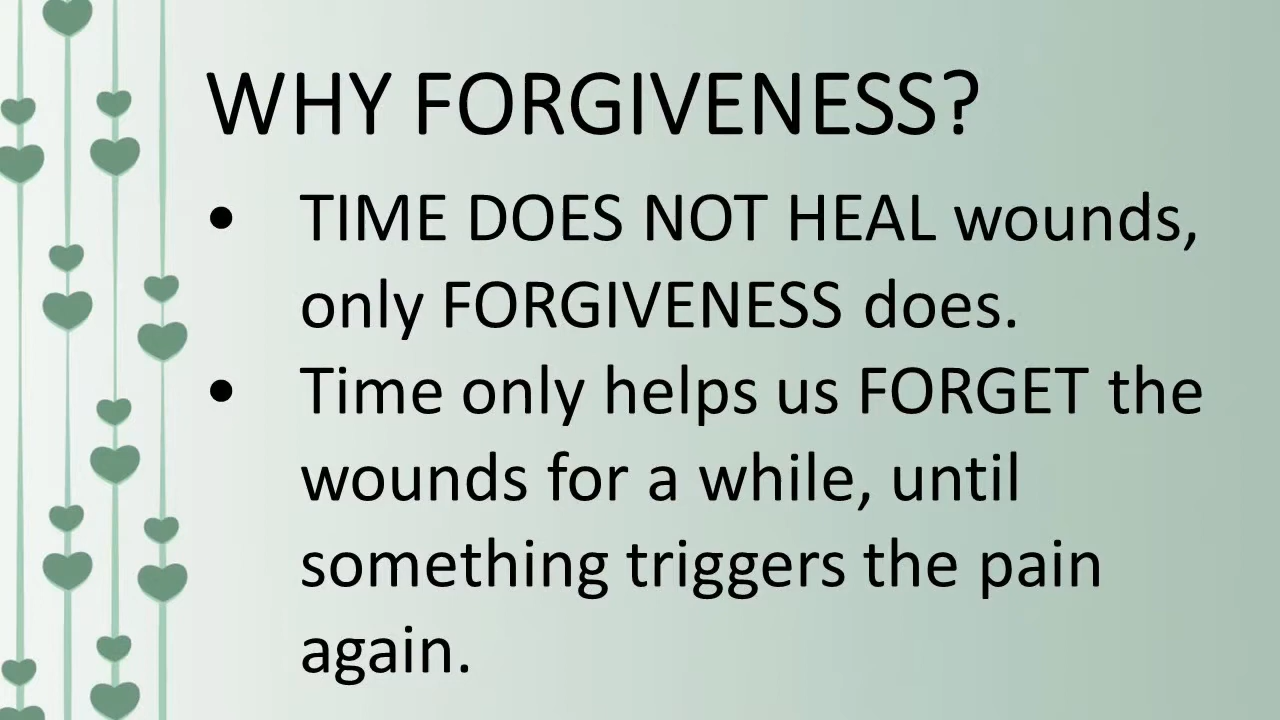 WHY FORGIVENESS?
• TIME DOES NOT HEAL wounds,
only FORGIVENESS does.
• Time only helps us FORGET the
wounds for a while, until
something triggers the pain
again.